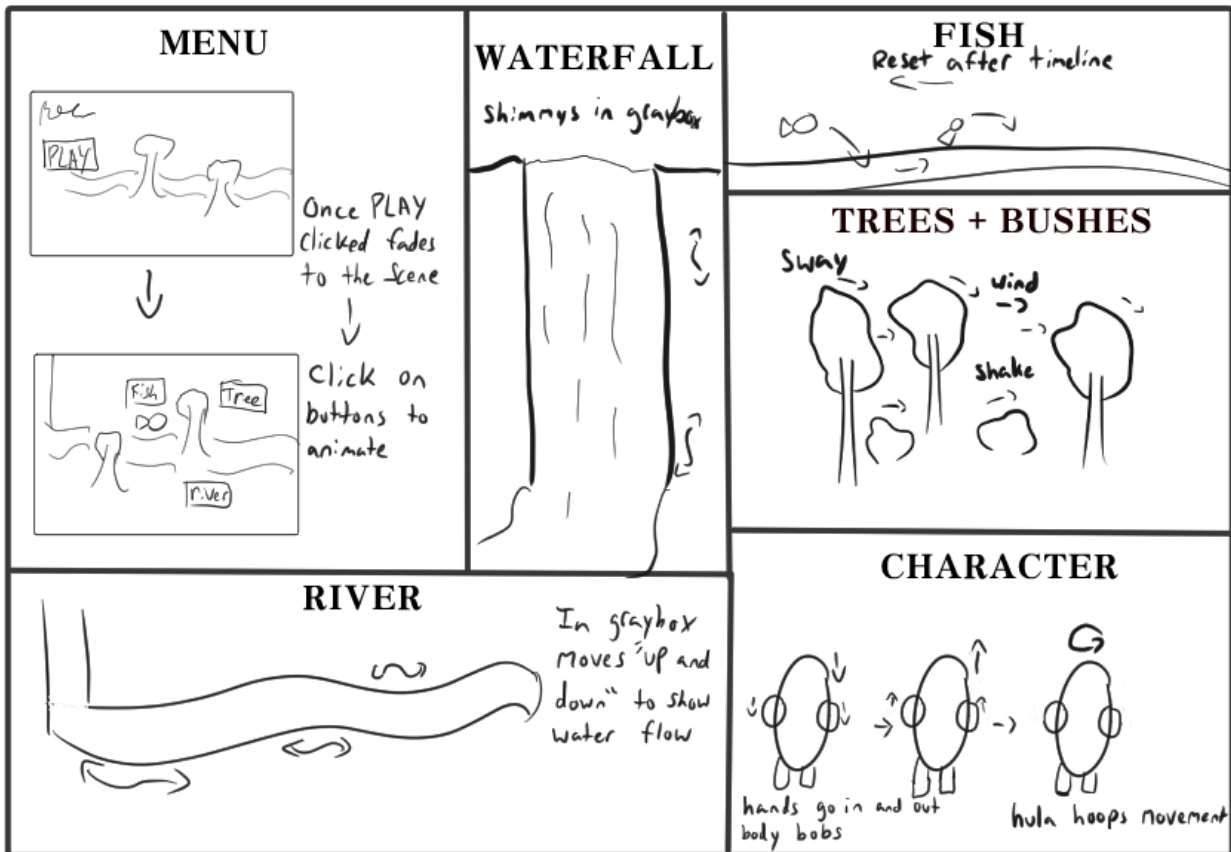 MENU
PLAY
Once PLAY
Clicked fades
to the scene
Click on
buttons to
animate
Fish
Tree
river
WATERFALL
Shimmys in graybox
FISH
Reset after timeline
TREES + BUSHES
Sway
wind
shake
RIVER
In graybox
moves "up and
down" to show
water flow
CHARACTER
hands go in and out
body bobs
hula hoops movement